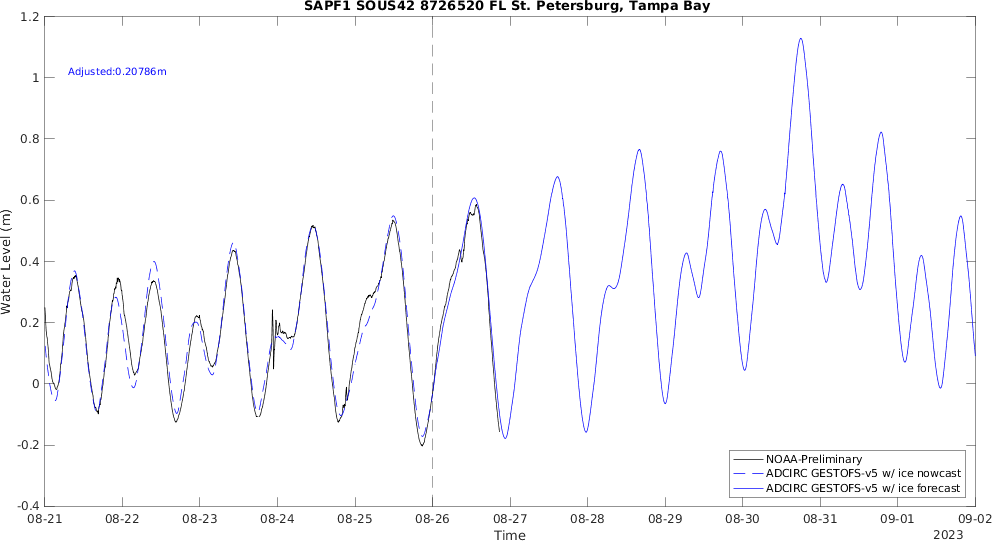 SAPF1 SOUS42 8726520 FL St. Petersburg, Tampa Bay
Adjusted:0.20786m
Water Level (m)
1.2
1
0.8
0.6
0.4
0.2
0
-0.2
-0.4
NOAA-Preliminary
ADCIRC GESTOFS-v5 w/ ice nowcast
ADCIRC GESTOFS-v5 w/ ice forecast
08-21 08-22 08-23 08-24 08-25 08-26 08-27 08-28 08-29 08-30 08-31 09-01 09-02
Time
2023